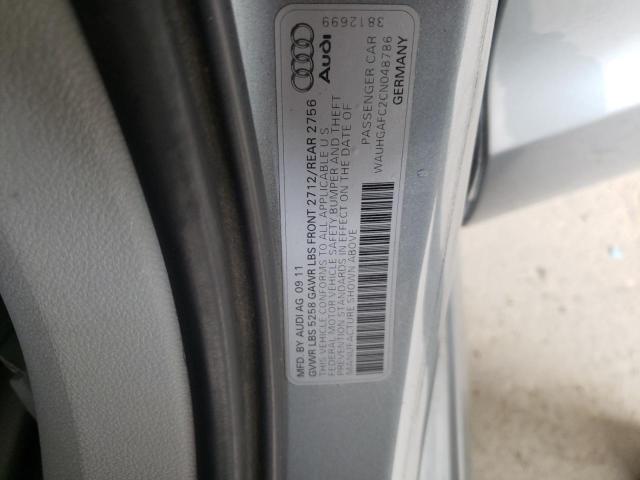 MFD. BY AUDI AG 09 11
GVWR LBS 5258 GAWR LBS FRONT 2712/REAR 2756
THIS VEHICLE CONFORMS TO ALL APPLICABLE U S
FEDERAL MOTOR VEHICLE SAFETY BUMPER AND THEFT
PREVENTION STANDARDS IN EFFECT ON THE DATE OF
MANUFACTURE SHOWN ABOVE
PASSENGER CAR
WAUHGAFC2CN048786
GERMANY
Audi
3812699